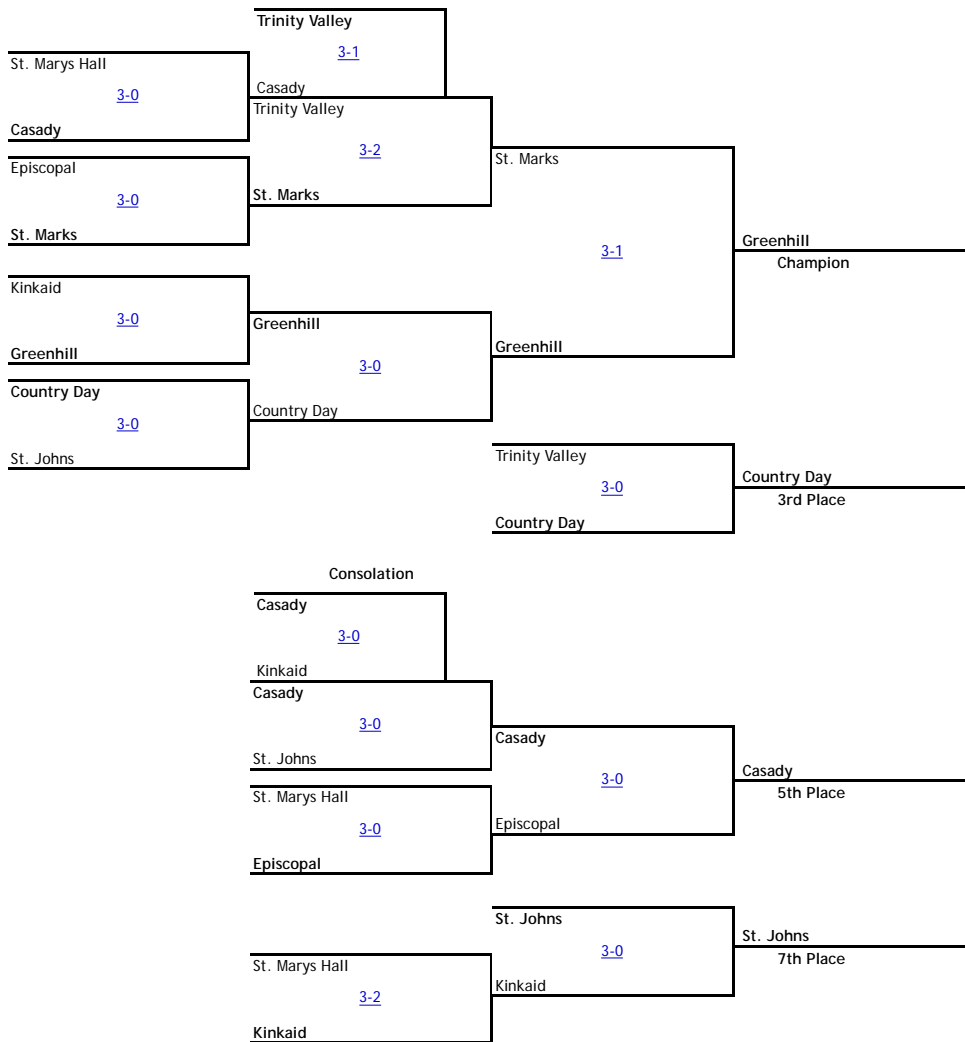 Trinity Valley
3-1
St. Marys Hall
Casady
3-0
Trinity Valley
Casady
3-2
Episcopal
St. Marks
3-0
St. Marks
St. Marks
Greenhill
3-1
Champion
Kinkaid
3-0
Greenhill
Greenhill
Greenhill
3-0
Country Day
Country Day
3-0
St. Johns
Trinity Valley
Country Day
3-0
3rd Place
Country Day
Consolation
Casady
3-0
Kinkaid
Casady
3-0
Casady
St. Johns
Casady
3-0
5th Place
St. Marys Hall
Episcopal
3-0
Episcopal
St. Johns
St. Johns
3-0
7th Place
St. Marys Hall
Kinkaid
3-2
Kinkaid